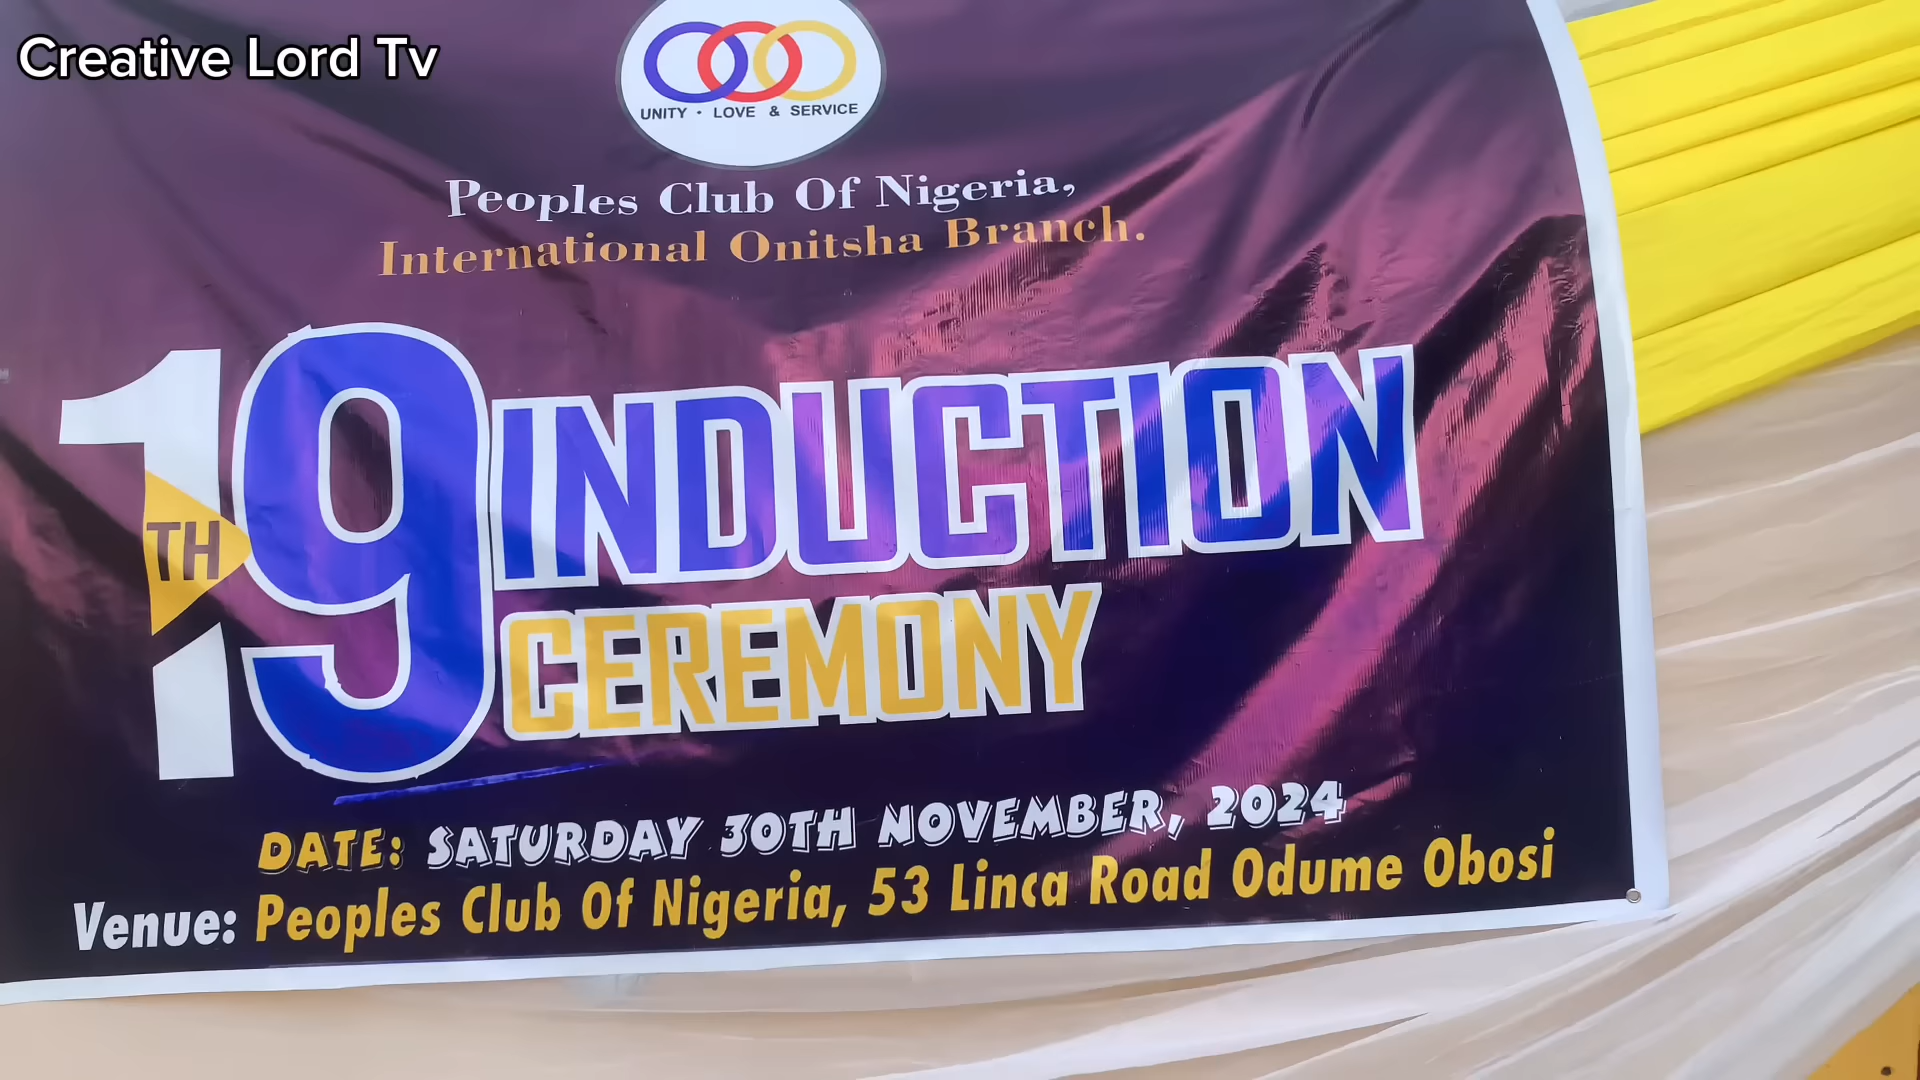 Creative Lord Tv
UNITY • LOVE & SERVICE
Peoples Club Of Nigeria,
International Onitsha Branch.
19TH INDUCTION
CEREMONY
DATE: SATURDAY 30TH NOVEMBER, 2024
Venue: Peoples Club Of Nigeria, 53 Linca Road Odume Obosi